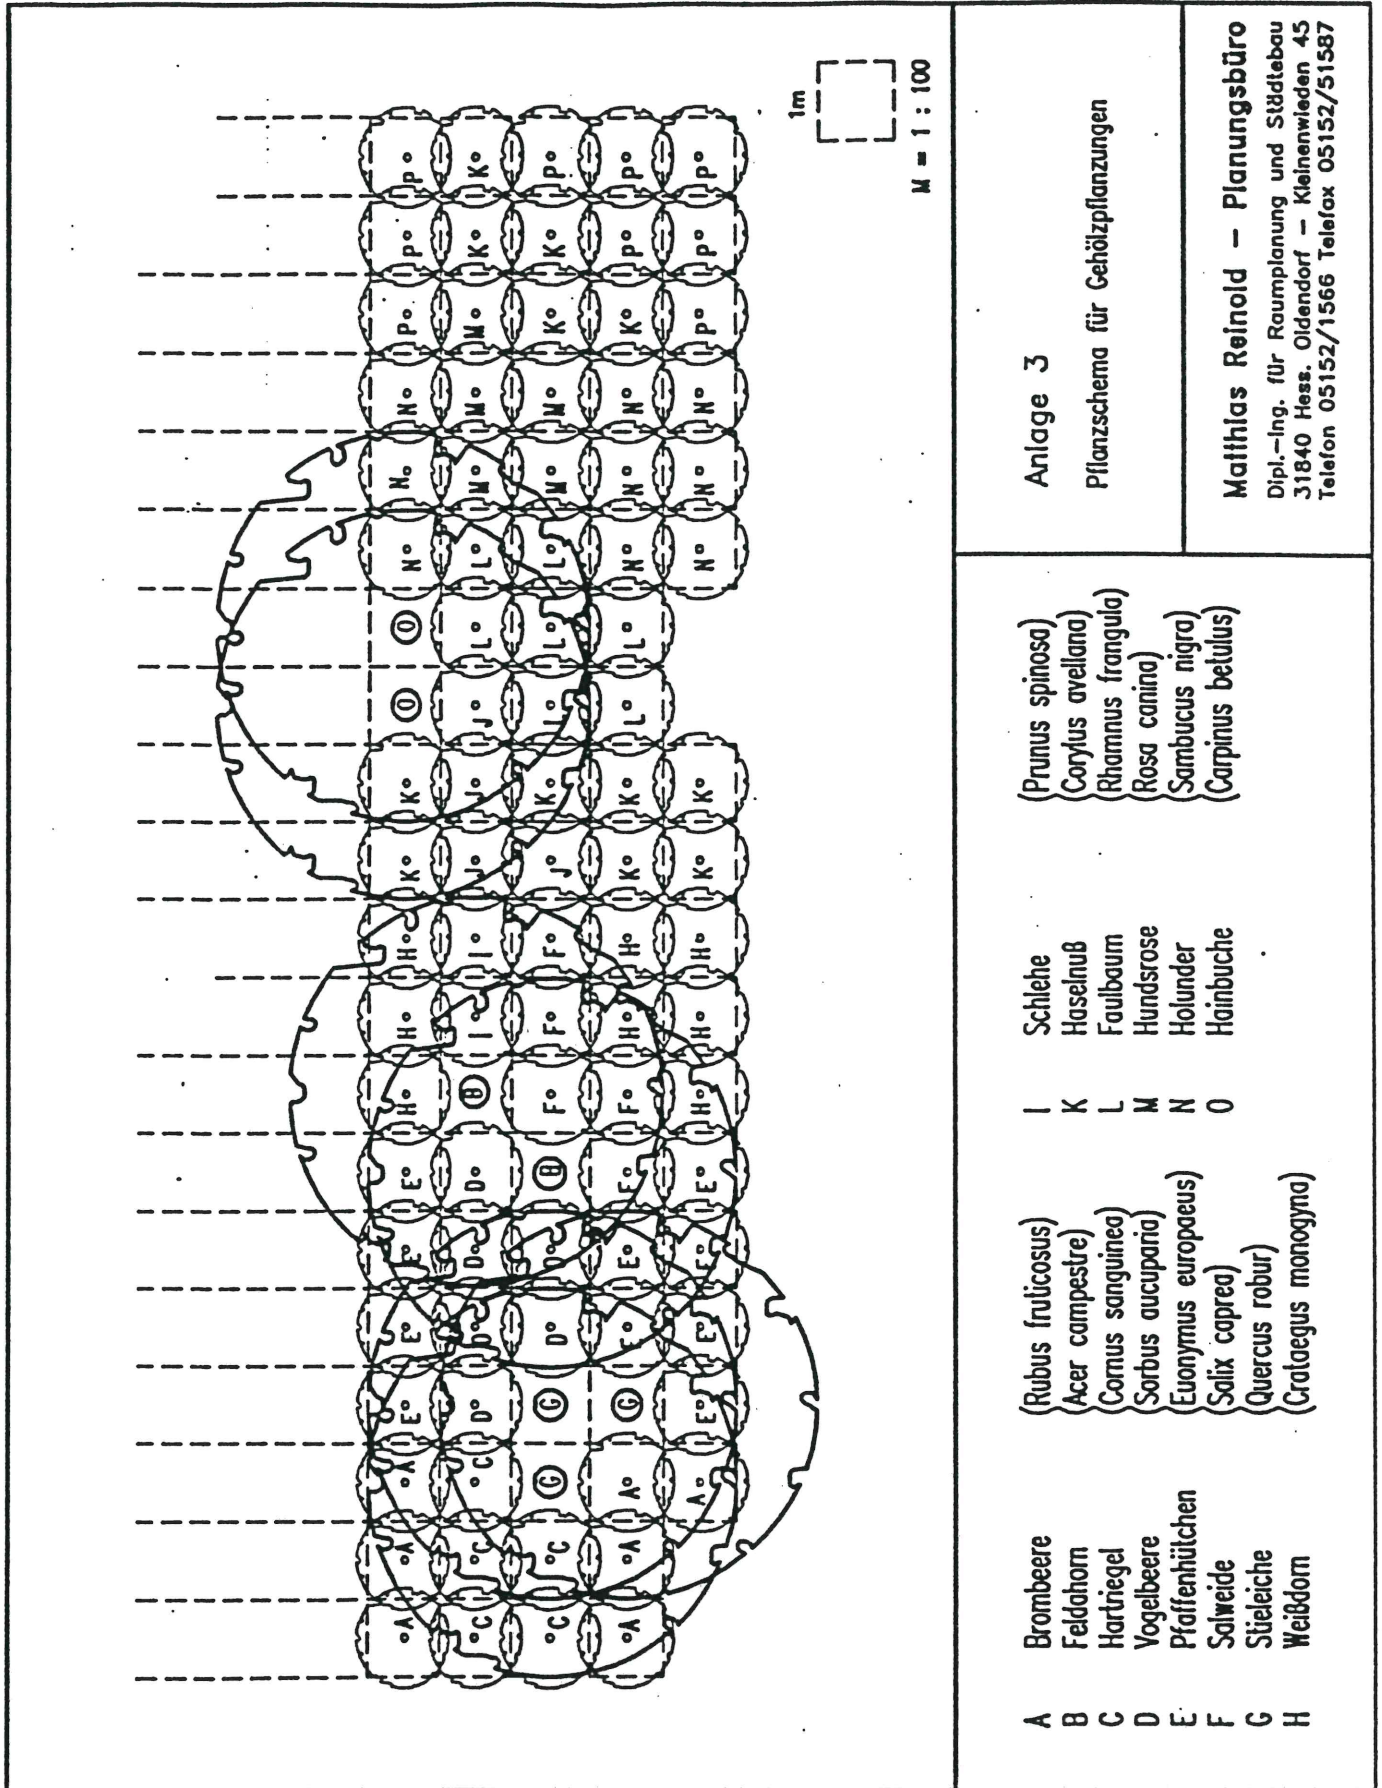 A A A E E E E H H H K K O O N N N P P P
C C C D D D D B I I J J J L L M M M K K
C C G G D D B F F F J K L L L M M K K P
A A A G E E F F H H K K L L N N N K P P
A E E E E H H H K K N N N P P P
1m
M = 1 : 100
A Brombeere (Rubus fruticosus)
B Feldahorn (Acer campestre)
C Hartriegel (Cornus sanguinea)
D Vogelbeere (Sorbus aucuparia)
E Pfaffenhütchen (Euonymus europaeus)
F Salweide (Salix caprea)
G Stieleiche (Quercus robur)
H Weißdorn (Crataegus monogyna)
I Schlehe (Prunus spinosa)
K Haselnuß (Corylus avellana)
L Faulbaum (Rhamnus frangula)
M Hundsrose (Rosa canina)
N Holunder (Sambucus nigra)
O Hainbuche (Carpinus betulus)
Anlage 3
Pflanzschema für Gehölzpflanzungen
Matthias Reinold – Planungsbüro
Dipl.–Ing. für Raumplanung und Städtebau
31840 Hess. Oldendorf – Kleinenwieden 45
Telefon 05152/1566 Telefax 05152/51587